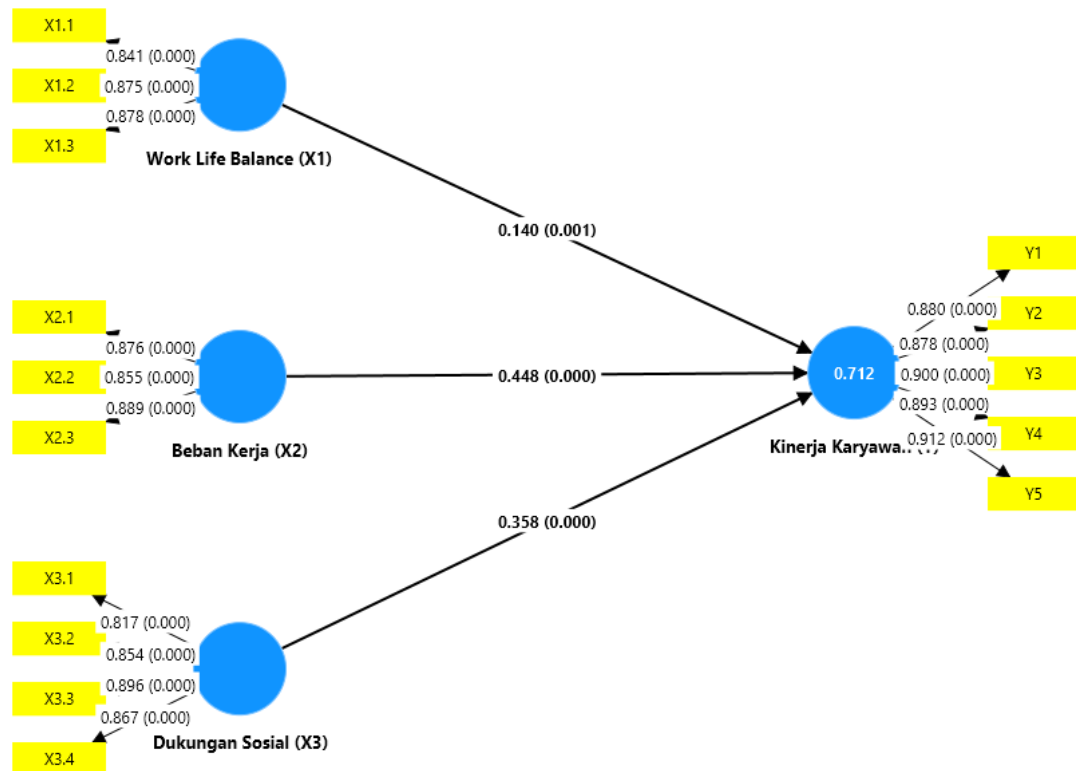 X1.1
0.841 (0.000)
X1.2
0.875 (0.000)
0.878 (0.000)
X1.3
Work Life Balance (X1)
0.140 (0.001)
X2.1
0.876 (0.000)
X2.2
0.855 (0.000)
0.889 (0.000)
X2.3
Beban Kerja (X2)
0.448 (0.000)
X3.1
0.817 (0.000)
X3.2
0.854 (0.000)
0.896 (0.000)
X3.3
0.867 (0.000)
X3.4
Dukungan Sosial (X3)
0.358 (0.000)
0.712
Kinerja
Y1
0.880 (0.000)
Y2
0.878 (0.000)
0.900 (0.000)
Y3
0.893 (0.000)
Y4
0.912 (0.000)
Y5